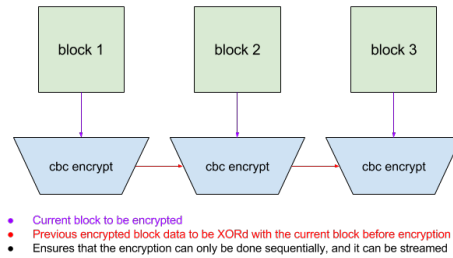 block 1 block 2 block 3
cbc encrypt cbc encrypt cbc encrypt
● Current block to be encrypted
● Previous encrypted block data to be XORd with the current block before encryption
● Ensures that the encryption can only be done sequentially, and it can be streamed